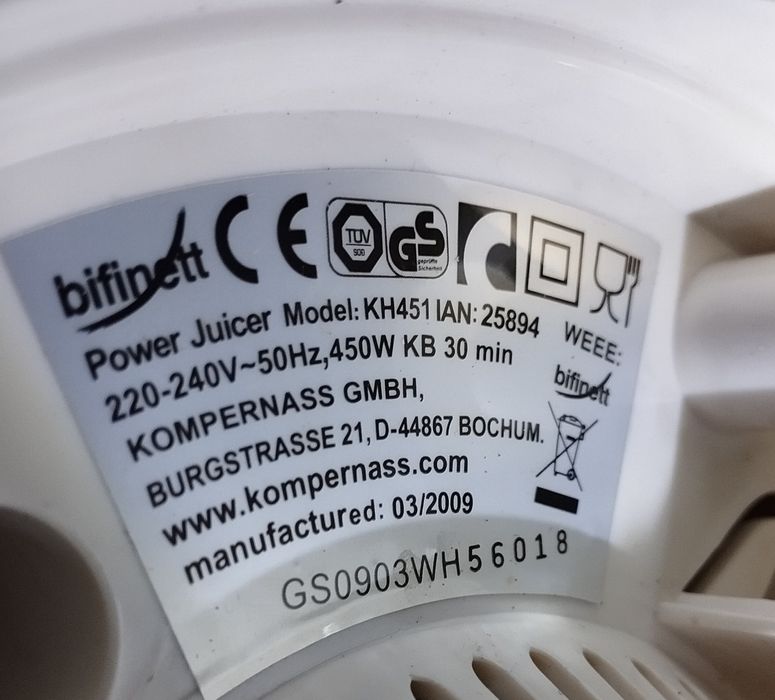 bifinett CE TÜV SÜD GS geprüfte Sicherheit
Power Juicer Model: KH451 IAN: 25894
220-240V~50Hz,450W KB 30 min
KOMPERNASS GMBH,
BURGSTRASSE 21, D-44867 BOCHUM.
www.kompernass.com
manufactured: 03/2009
GS0903WH56018
WEEE:
bifinett